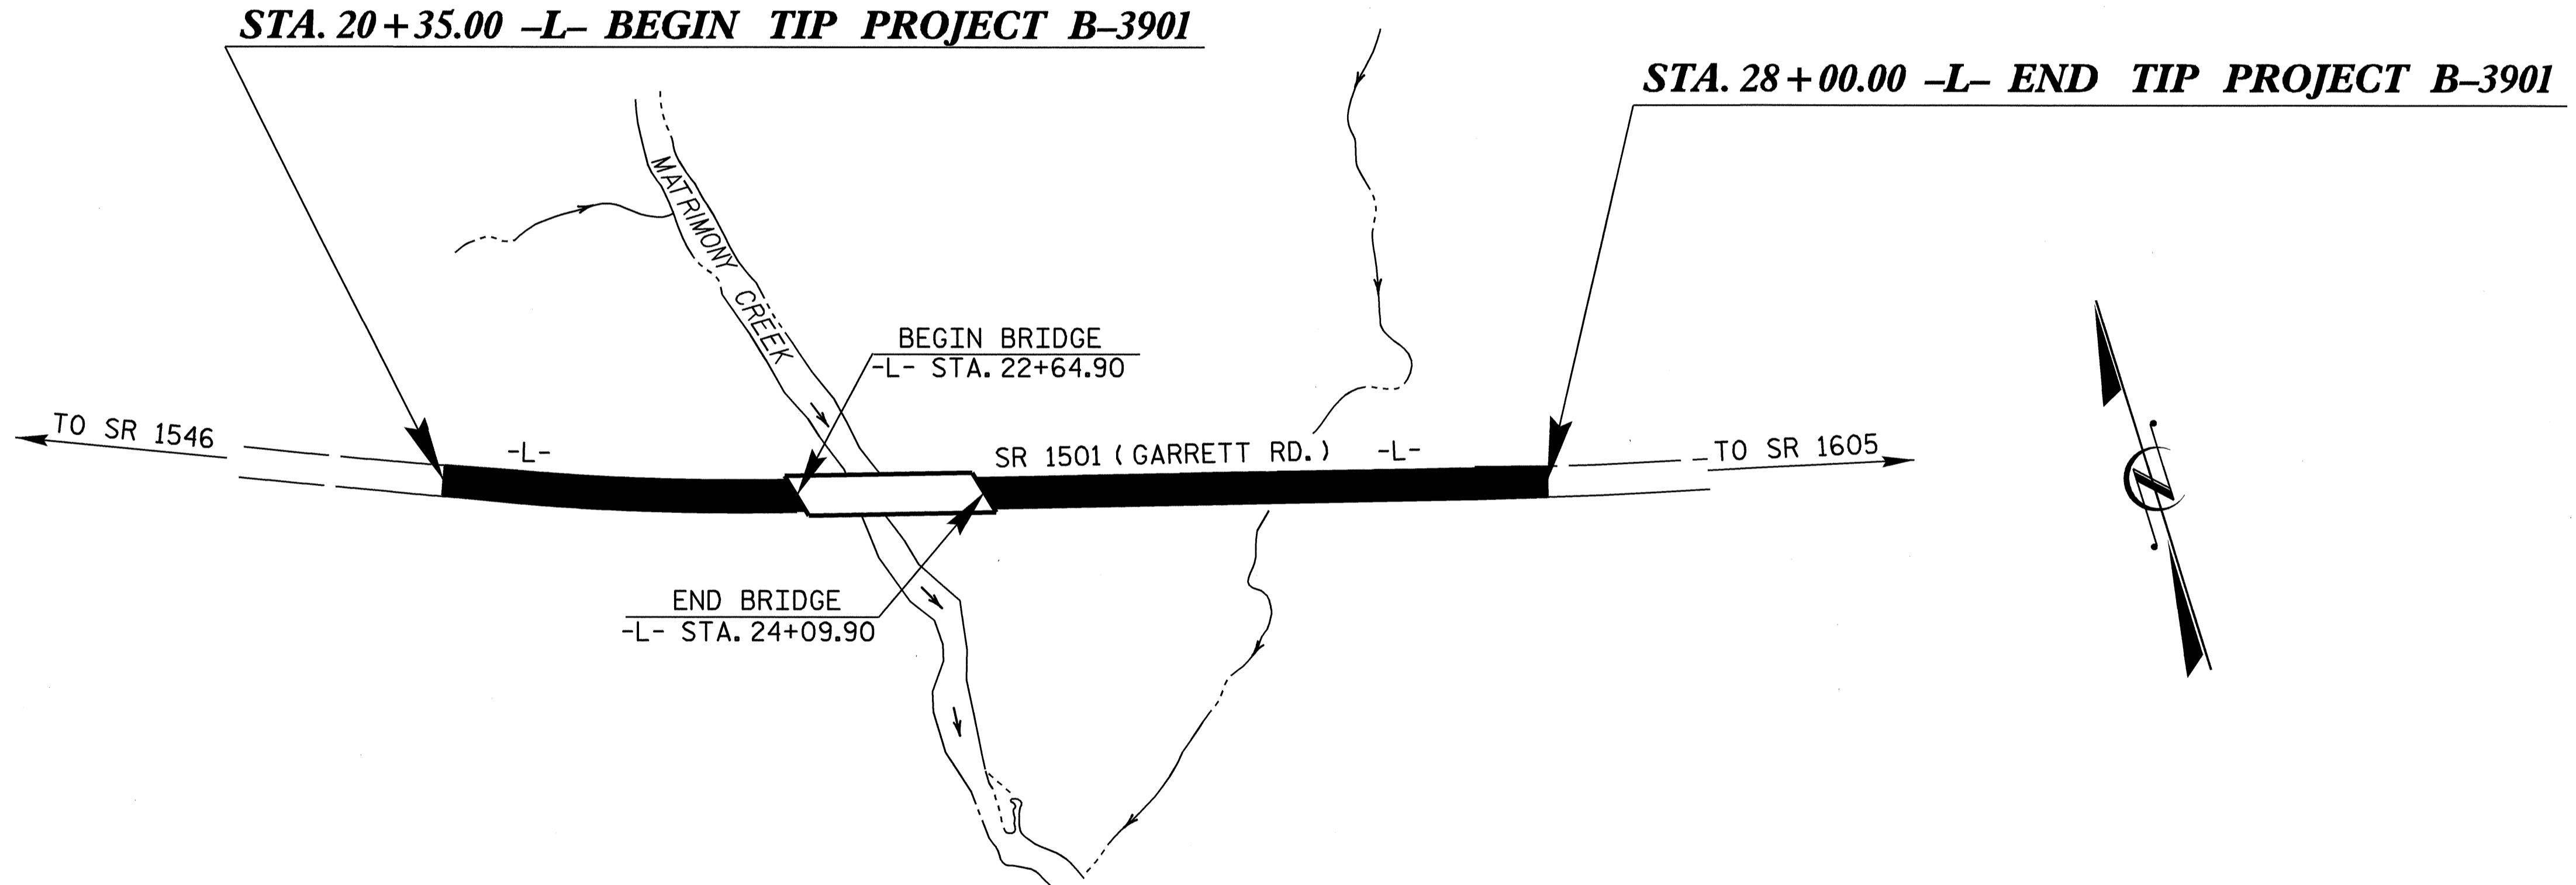 STA. 20+35.00 –L– BEGIN TIP PROJECT B–3901
STA. 28+00.00 –L– END TIP PROJECT B–3901
MATRIMONY CREEK
BEGIN BRIDGE
-L- STA. 22+64.90
TO SR 1546
-L-
SR 1501 (GARRETT RD.) -L-
TO SR 1605
END BRIDGE
-L- STA. 24+09.90